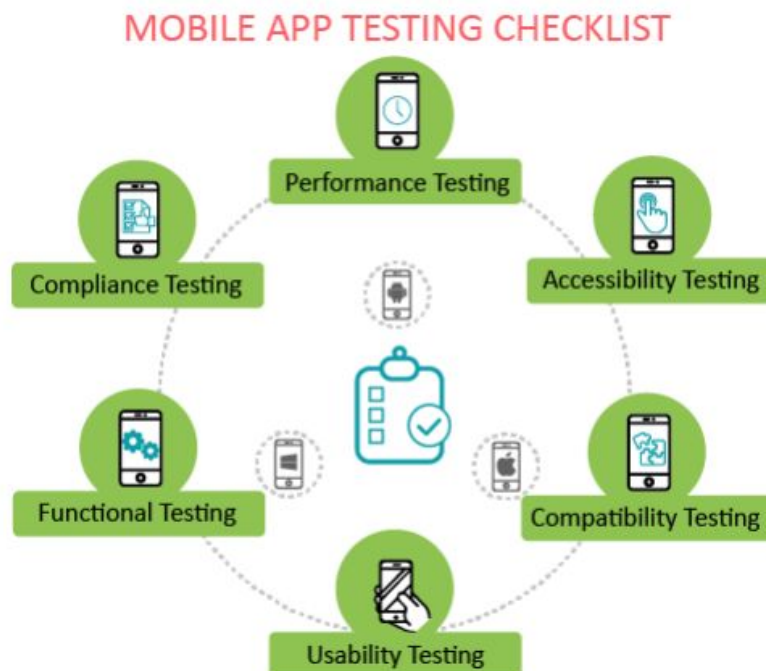 MOBILE APP TESTING CHECKLIST
Performance Testing
Compliance Testing
Accessibility Testing
Functional Testing
Compatibility Testing
Usability Testing